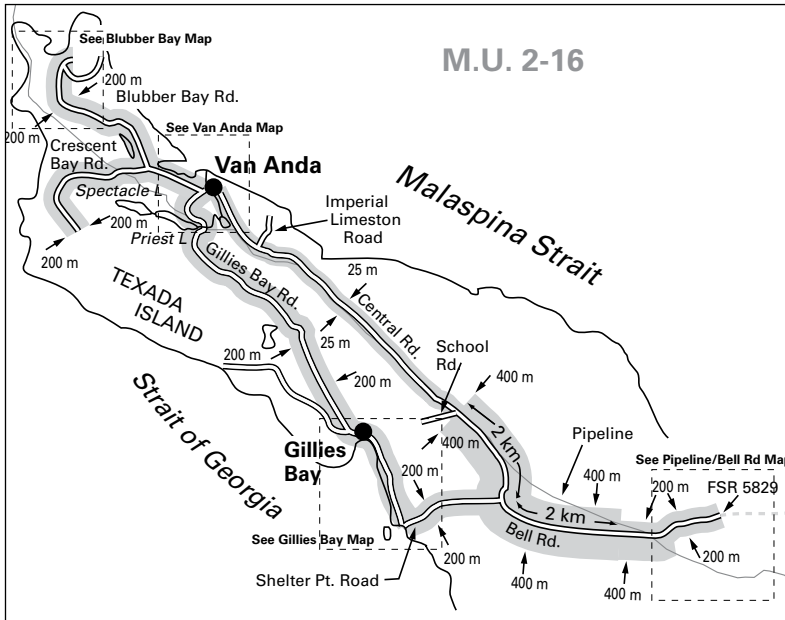 See Blubber Bay Map
M.U. 2-16
200 m
Blubber Bay Rd.
200 m
See Van Anda Map
Crescent
Bay Rd.
Van Anda
Spectacle L
Imperial
Limeston
Road
Malaspina Strait
200 m
Priest L
200 m
Gillies Bay Rd.
25 m
TEXADA
ISLAND
Central Rd.
25 m
School
Rd
200 m
200 m
400 m
Strait of Georgia
Gillies
Bay
400 m
2 km
Pipeline
See Pipeline/Bell Rd Map
200 m
400 m
200 m
FSR 5829
2 km
Bell Rd.
See Gillies Bay Map
200 m
200 m
Shelter Pt. Road
400 m
400 m